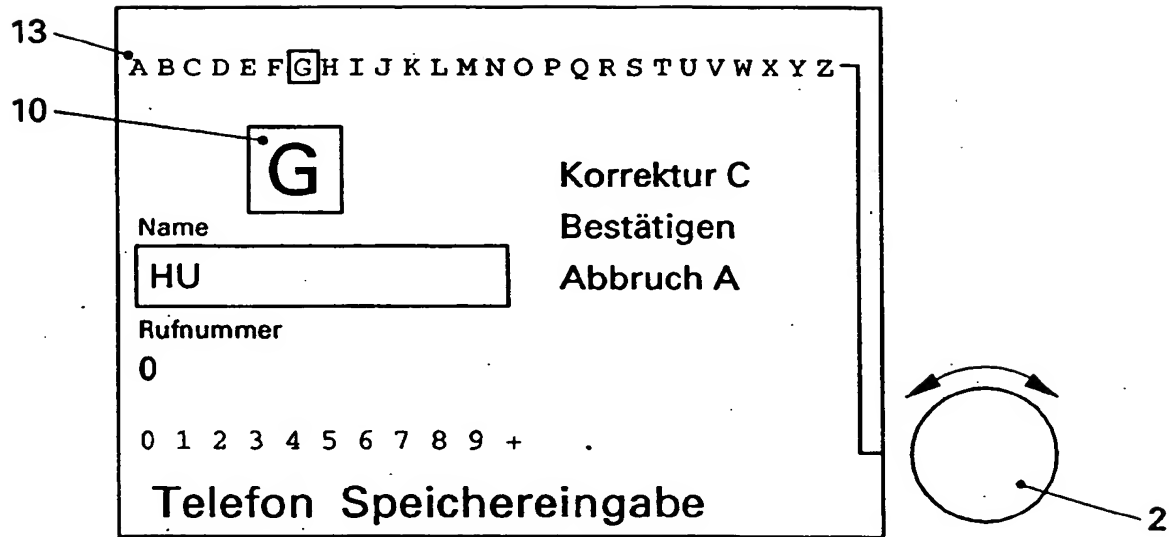 13
A B C D E F G H I J K L M N O P Q R S T U V W X Y Z
10
G
Korrektur C
Name
Bestätigen
HU
Abbruch A
Rufnummer
0
0 1 2 3 4 5 6 7 8 9 + .
Telefon Speichereingabe
2